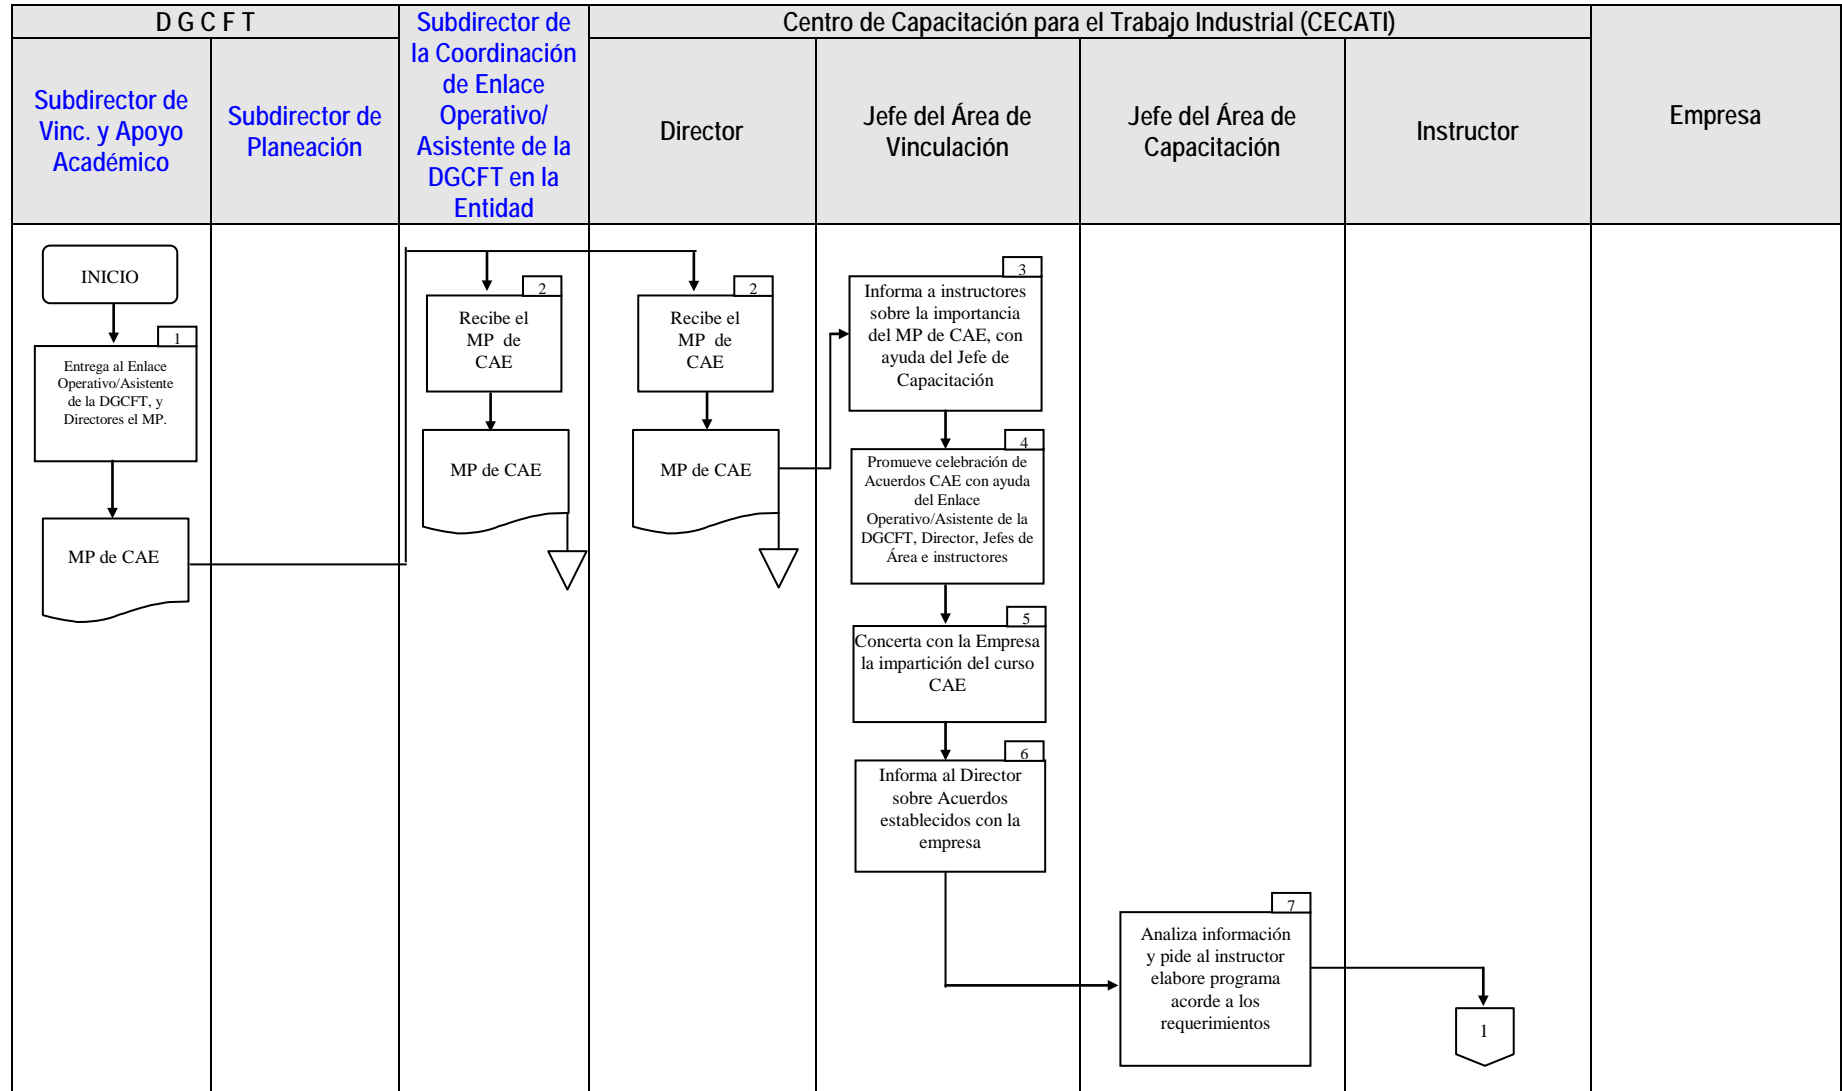 D G C F T
Subdirector de
la Coordinación
de Enlace
Operativo/
Asistente de la
DGCFT en la
Entidad
Centro de Capacitación para el Trabajo Industrial (CECATI)
Empresa
Subdirector de
Vinc. y Apoyo
Académico
Subdirector de
Planeación
Director
Jefe del Área de
Vinculación
Jefe del Área de
Capacitación
Instructor
INICIO
1
Entrega al Enlace
Operativo/Asistente
de la DGCFT, y
Directores el MP.
MP de CAE
2
Recibe el
MP de
CAE
MP de CAE
2
Recibe el
MP de
CAE
MP de CAE
3
Informa a instructores
sobre la importancia
del MP de CAE, con
ayuda del Jefe de
Capacitación
4
Promueve celebración de
Acuerdos CAE con ayuda
del Enlace
Operativo/Asistente de la
DGCFT, Director, Jefes de
Área e instructores
5
Concerta con la Empresa
la impartición del curso
CAE
6
Informa al Director
sobre Acuerdos
establecidos con la
empresa
7
Analiza información
y pide al instructor
elabore programa
acorde a los
requerimientos
1